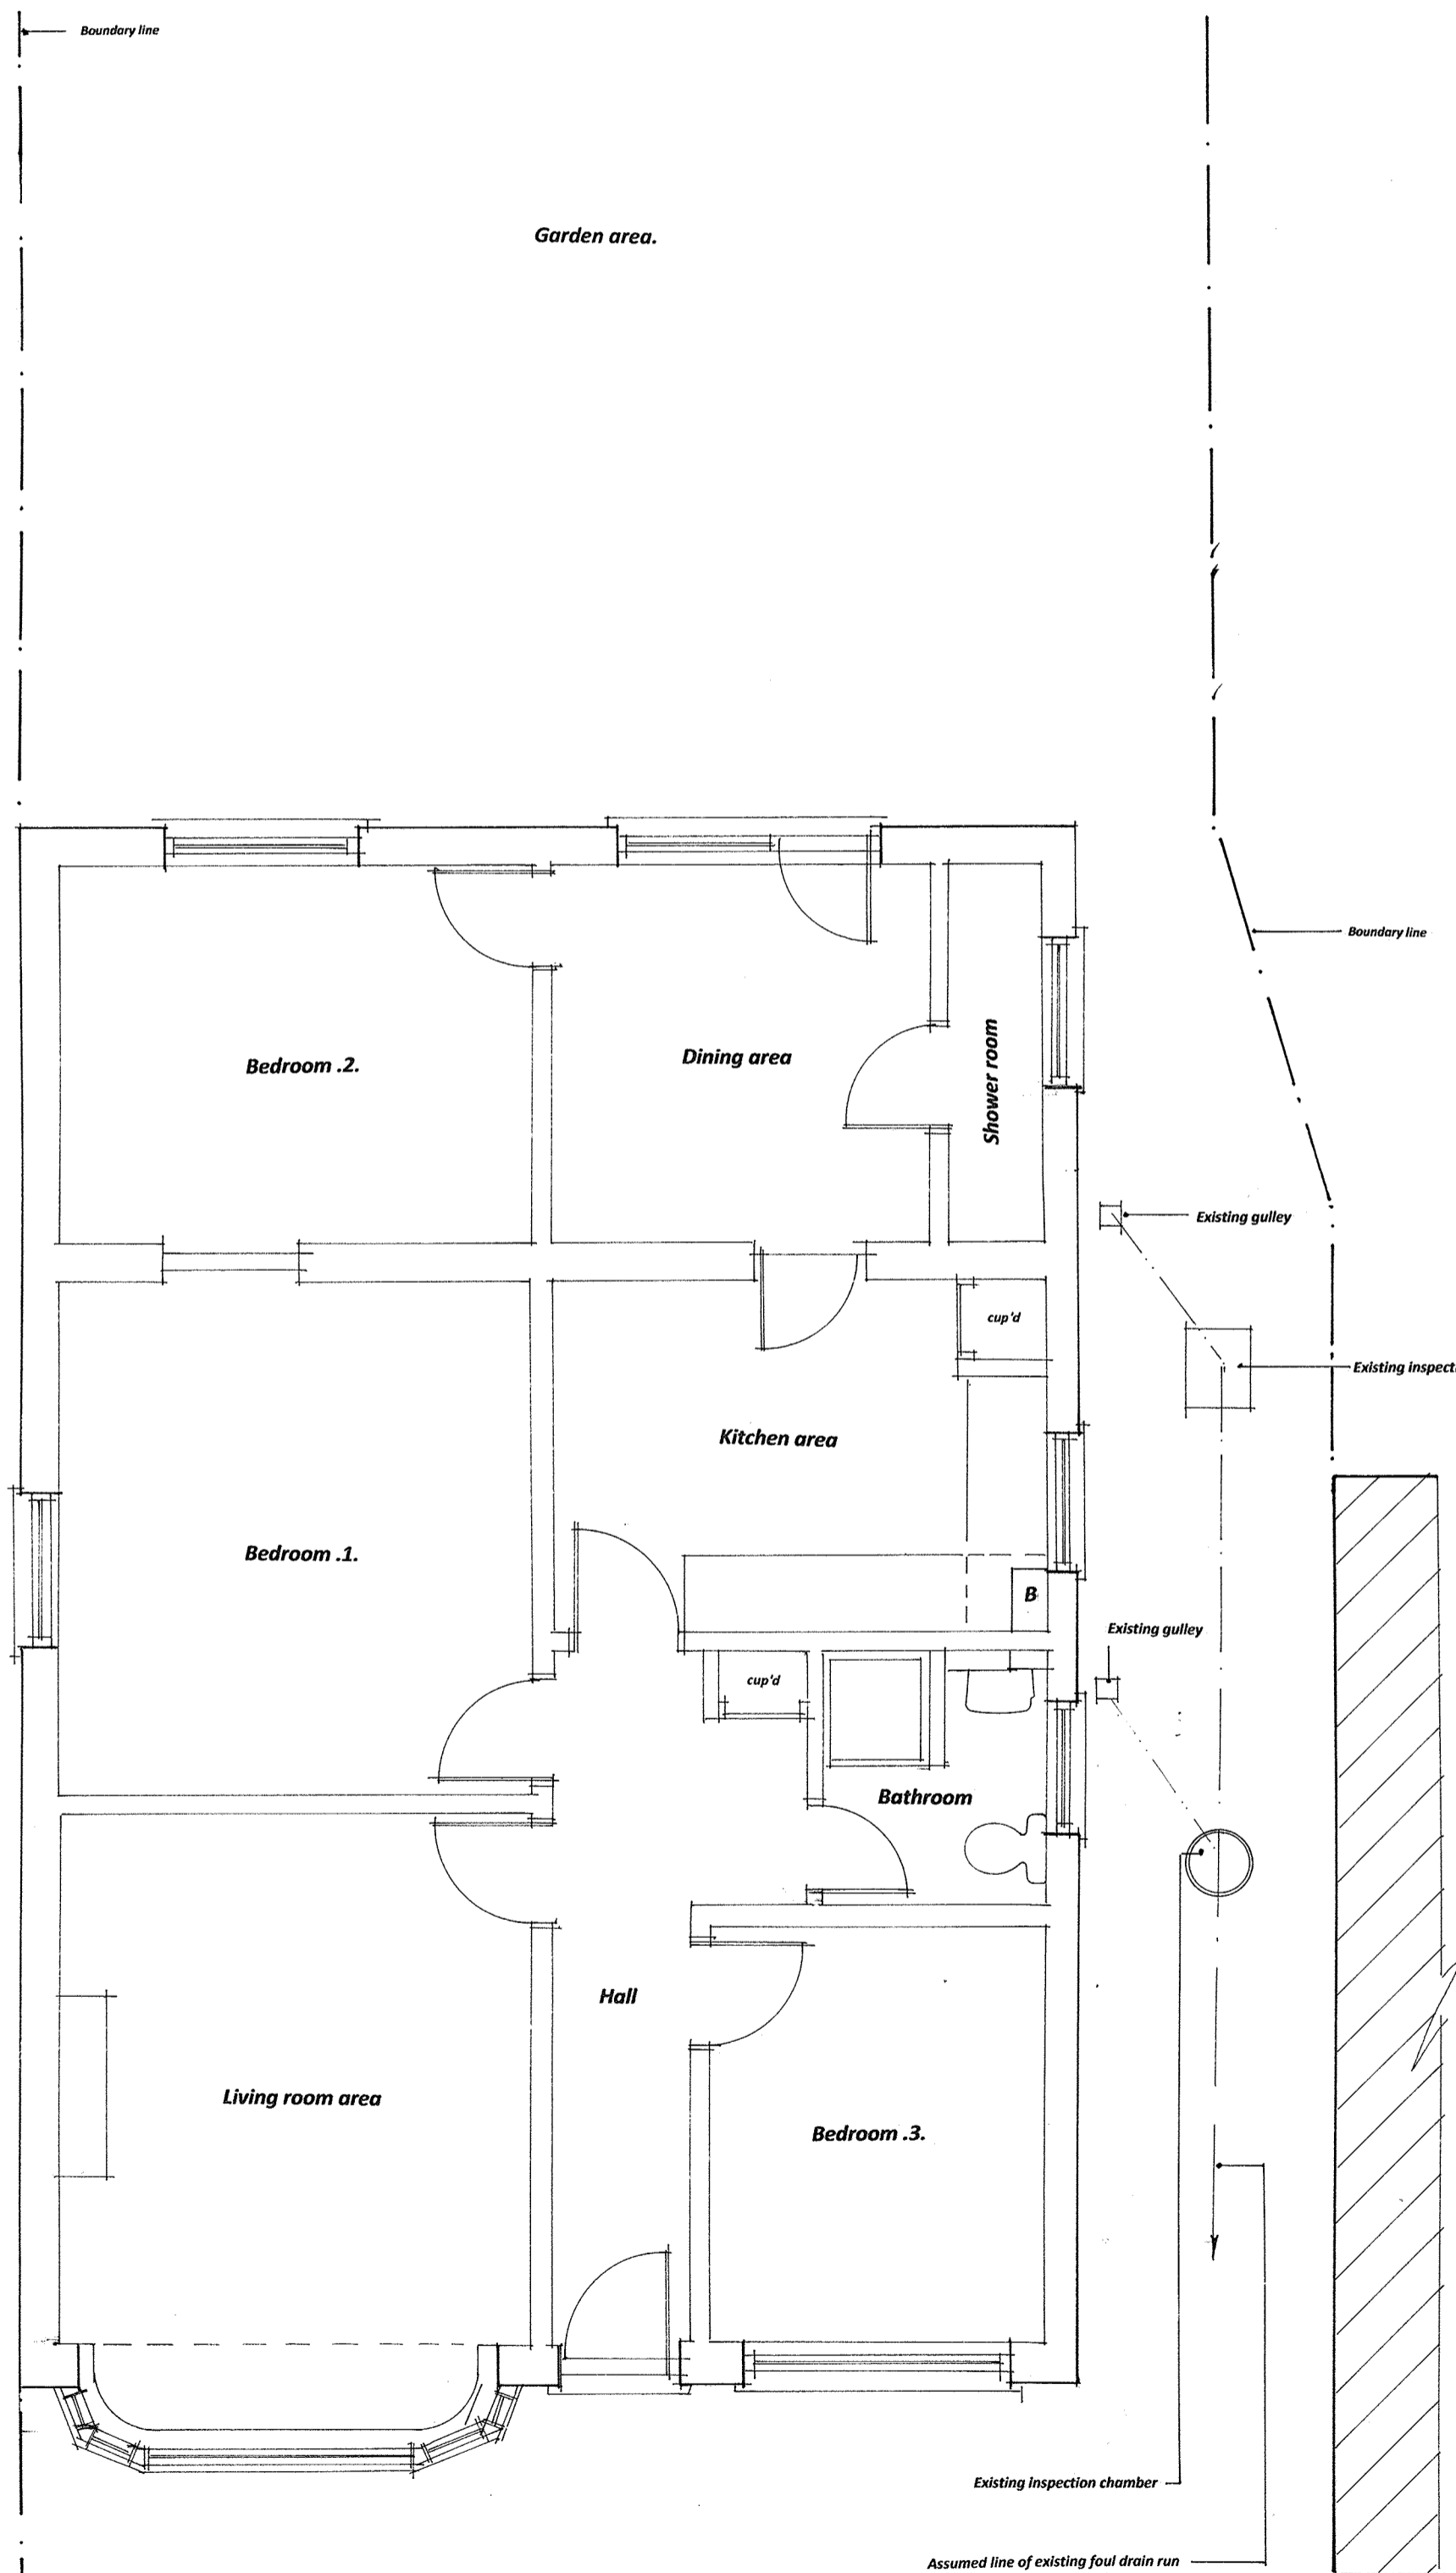 Boundary line
Garden area.
Boundary line
Bedroom .2.
Dining area
Shower room
Existing gulley
cup'd
Existing inspect
Kitchen area
Bedroom .1.
B
Existing gulley
cup'd
Bathroom
Hall
Living room area
Bedroom .3.
Existing inspection chamber
Assumed line of existing foul drain run